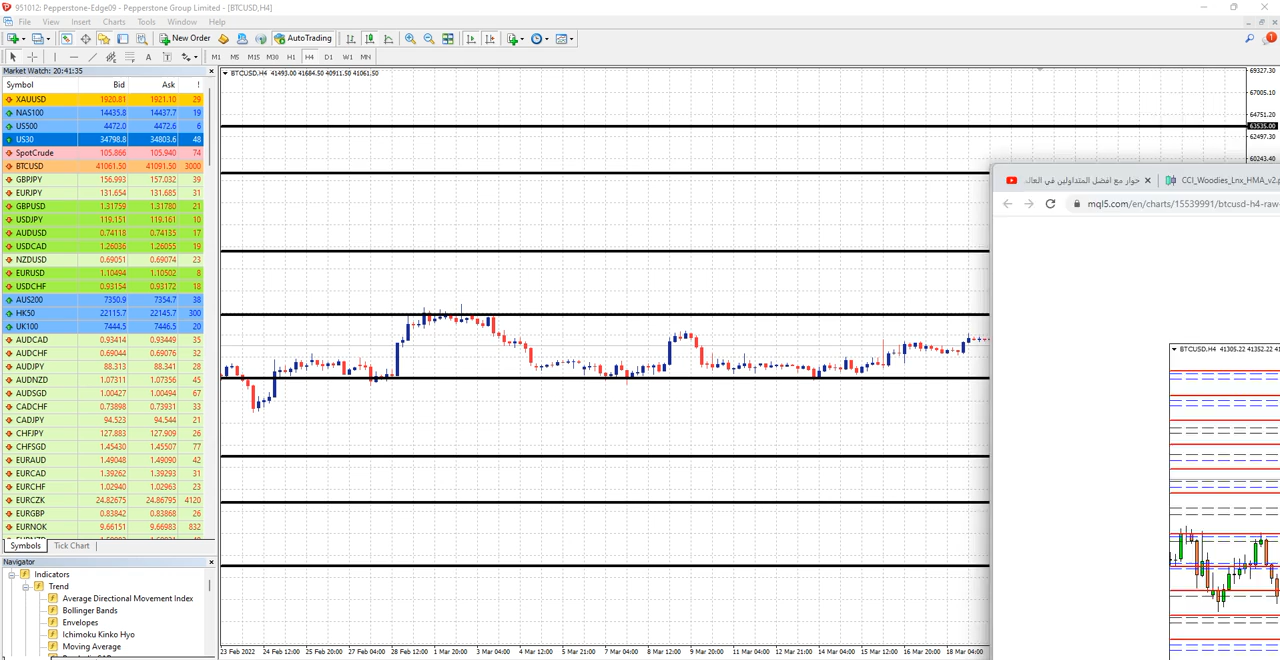 951012: Pepperstone-Edge09 - Pepperstone Group Limited - [BTCUSD,H4]
File View Insert Charts Tools Window Help
New Order AutoTrading
M1 M5 M15 M30 H1 H4 D1 W1 MN
Market Watch: 20:41:35
Symbol Bid Ask !
XAUUSD 1920.81 1921.10 29
NAS100 14435.8 14437.7 19
US500 4472.0 4472.6 6
US30 34798.8 34803.6 48
SpotCrude 105.866 105.940 74
BTCUSD 41061.50 41091.50 3000
GBPJPY 156.993 157.032 39
EURJPY 131.654 131.685 31
GBPUSD 1.31759 1.31780 21
USDJPY 119.151 119.161 10
AUDUSD 0.74118 0.74135 17
USDCAD 1.26036 1.26055 19
NZDUSD 0.69051 0.69074 23
EURUSD 1.10494 1.10502 8
USDCHF 0.93154 0.93172 18
AUS200 7350.9 7354.7 38
HK50 22115.7 22145.7 300
UK100 7444.5 7446.5 20
AUDCAD 0.93414 0.93449 35
AUDCHF 0.69044 0.69076 32
AUDJPY 88.313 88.341 28
AUDNZD 1.07311 1.07356 45
AUDSGD 1.00427 1.00494 67
CADCHF 0.73898 0.73931 33
CADJPY 94.523 94.544 21
CHFJPY 127.883 127.909 26
CHFSGD 1.45430 1.45507 77
EURAUD 1.49048 1.49090 42
EURCAD 1.39262 1.39293 31
EURCHF 1.02940 1.02963 23
EURCZK 24.82675 24.86795 4120
EURGBP 0.83842 0.83868 26
EURNOK 9.66151 9.66983 832
Symbols Tick Chart
Navigator
Indicators
Trend
Average Directional Movement Index
Bollinger Bands
Envelopes
Ichimoku Kinko Hyo
Moving Average
BTCUSD,H4 41493.00 41684.50 40911.50 41061.50
69327.30
67005.10
64751.20
63535.00
62497.30
60243.40
23 Feb 2022 24 Feb 12:00 25 Feb 20:00 27 Feb 04:00 28 Feb 12:00 1 Mar 20:00 3 Mar 04:00 4 Mar 12:00 5 Mar 21:00 7 Mar 04:00 8 Mar 12:00 9 Mar 20:00 11 Mar 04:00 12 Mar 12:00 14 Mar 04:00 15 Mar 12:00 16 Mar 20:00 18 Mar 04:00
حوار مع افضل المتداولين في العال
CCI_Woodies_Lnx_HMA_v2.p
mql5.com/en/charts/15539991/btcusd-h4-raw-
BTCUSD,H4 41305.22 41352.22 41
1